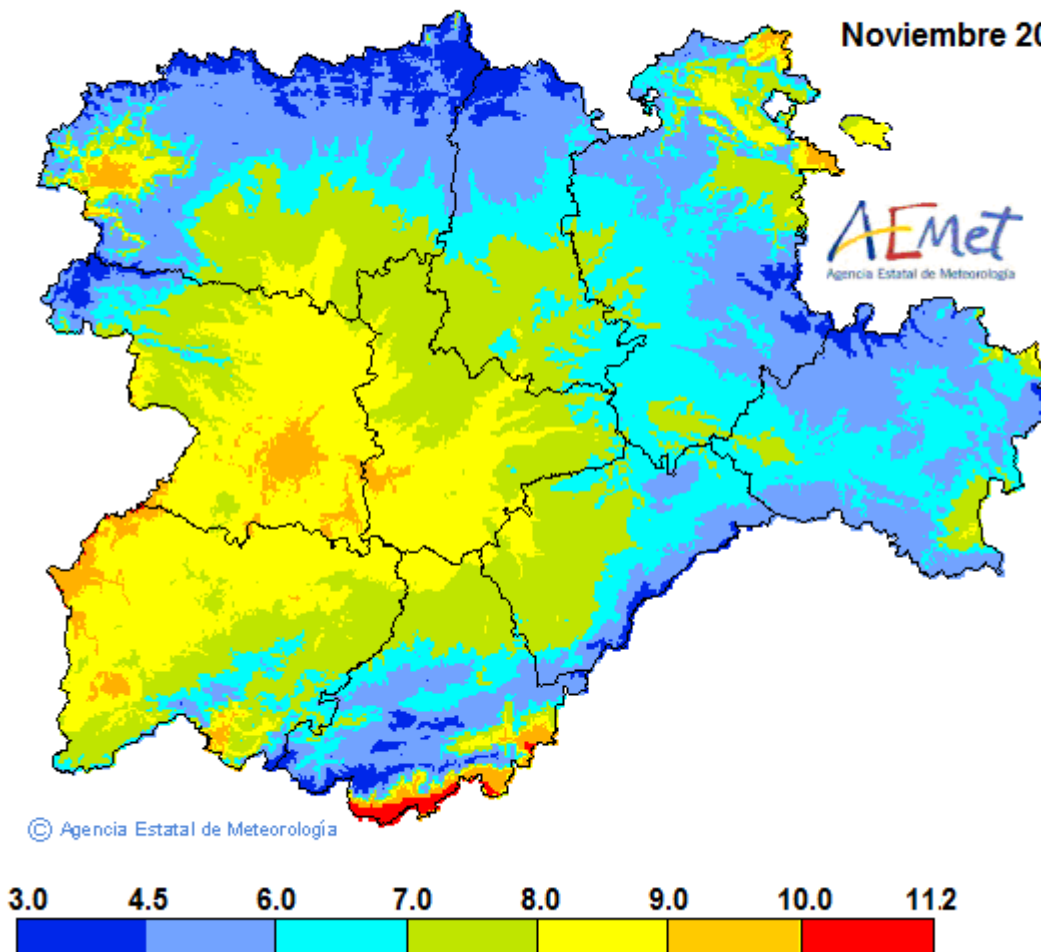 Noviembre 20
AEMet
Agencia Estatal de Meteorología
© Agencia Estatal de Meteorología
3.0 4.5 6.0 7.0 8.0 9.0 10.0 11.2